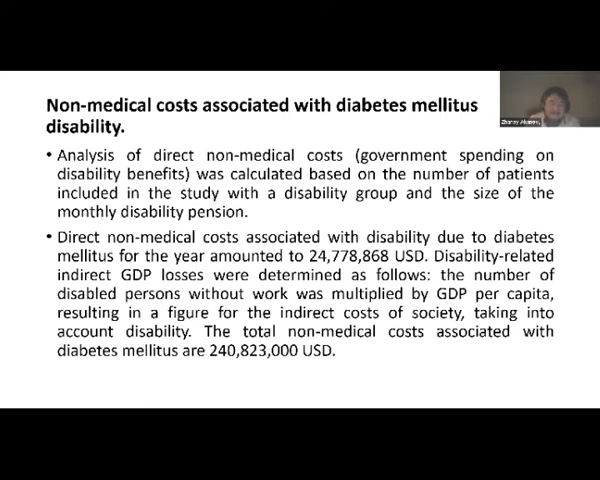 Non-medical costs associated with diabetes mellitus
disability.
• Analysis of direct non-medical costs (government spending on
disability benefits) was calculated based on the number of patients
included in the study with a disability group and the size of the
monthly disability pension.
• Direct non-medical costs associated with disability due to diabetes
mellitus for the year amounted to 24,778,868 USD. Disability-related
indirect GDP losses were determined as follows: the number of
disabled persons without work was multiplied by GDP per capita,
resulting in a figure for the indirect costs of society, taking into
account disability. The total non-medical costs associated with
diabetes mellitus are 240,823,000 USD.